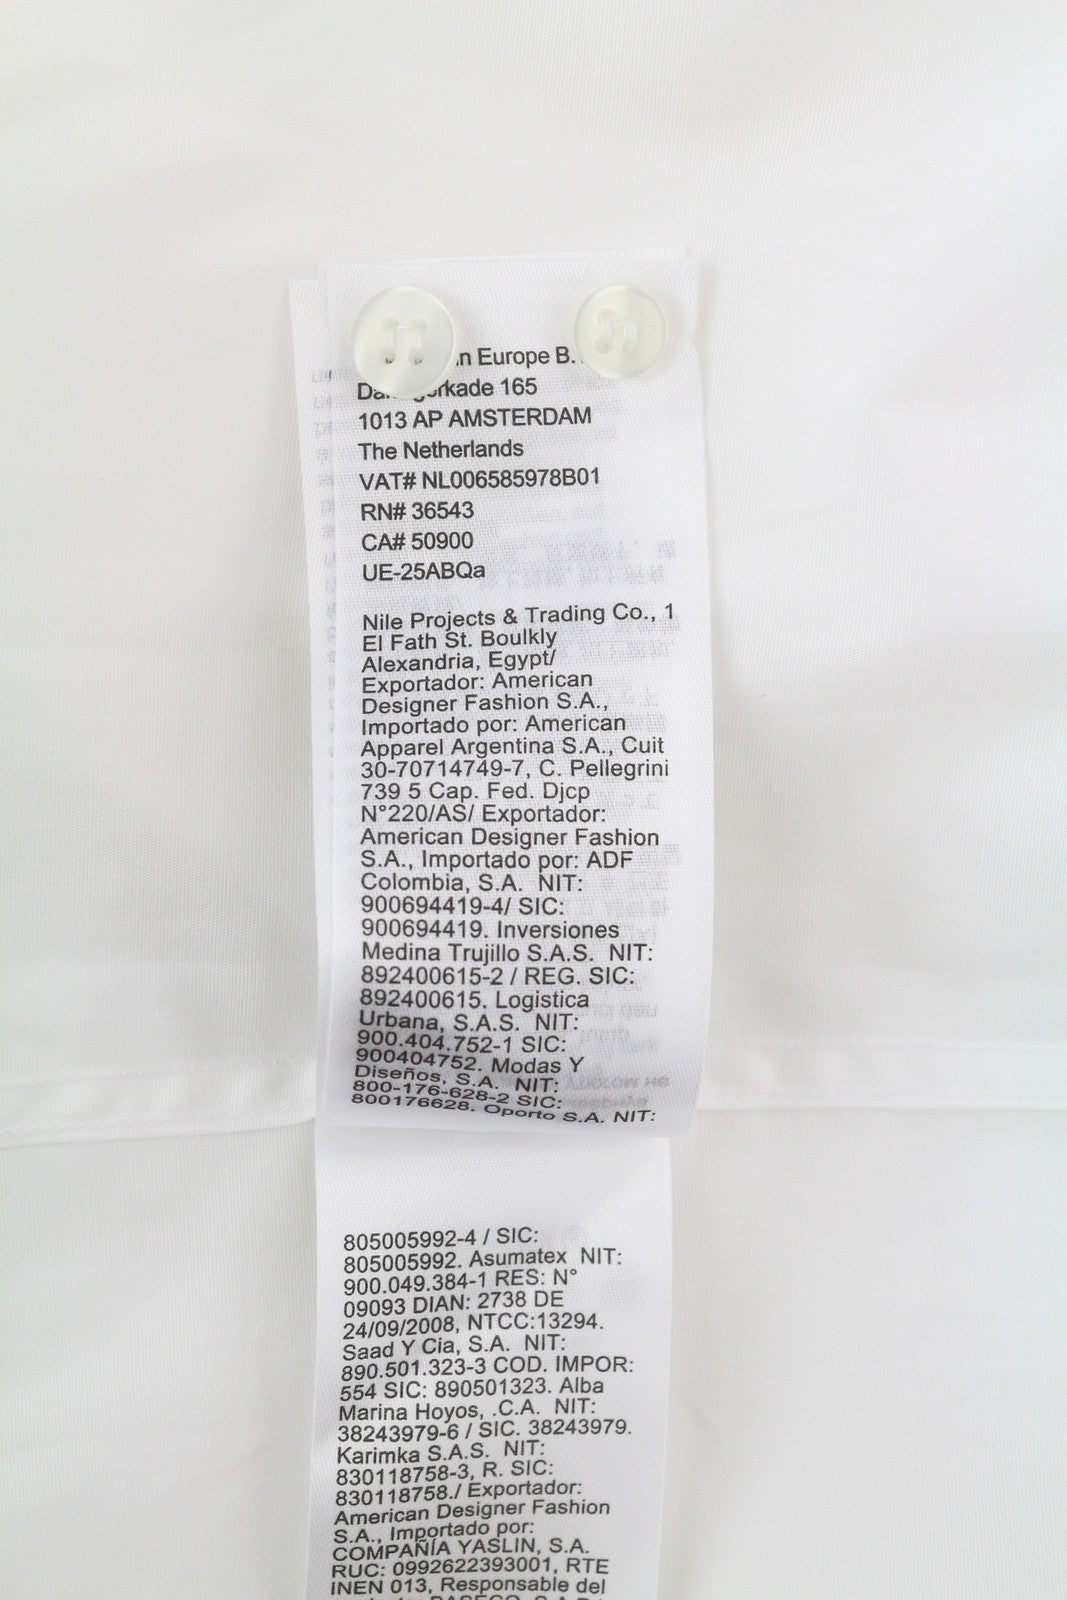 Europe B.
165
1013 AP AMSTERDAM
The Netherlands
VAT# NL006585978B01
RN# 36543
CA# 50900
UE-25ABQa
Nile Projects & Trading Co., 1
El Fath St. Boulkly
Alexandria, Egypt/
Exportador: American
Designer Fashion S.A.,
Importado por: American
Apparel Argentina S.A., Cuit
30-70714749-7, C. Pellegrini
739 5 Cap. Fed. Djcp
N°220/AS/ Exportador:
American Designer Fashion
S.A., Importado por: ADF
Colombia, S.A. NIT:
900694419-4/ SIC:
900694419. Inversiones
Medina Trujillo S.A.S. NIT:
892400615-2 / REG. SIC:
892400615. Logistica
Urbana, S.A.S. NIT:
900.404.752-1 SIC:
900404752. Modas Y
Diseños, S.A. NIT:
800-176-628-2 SIC:
800176628. Oporto S.A. NIT:
805005992-4 / SIC:
805005992. Asumatex NIT:
900.049.384-1 RES: N°
09093 DIAN: 2738 DE
24/09/2008, NTCC:13294.
Saad Y Cia, S.A. NIT:
890.501.323-3 COD. IMPOR:
554 SIC: 890501323. Alba
Marina Hoyos, .C.A. NIT:
38243979-6 / SIC. 38243979.
Karimka S.A.S. NIT:
830118758-3, R. SIC:
830118758./ Exportador:
American Designer Fashion
S.A., Importado por:
COMPAÑÍA YASLIN, S.A.
RUC: 0992622393001, RTE
INEN 013, Responsable del